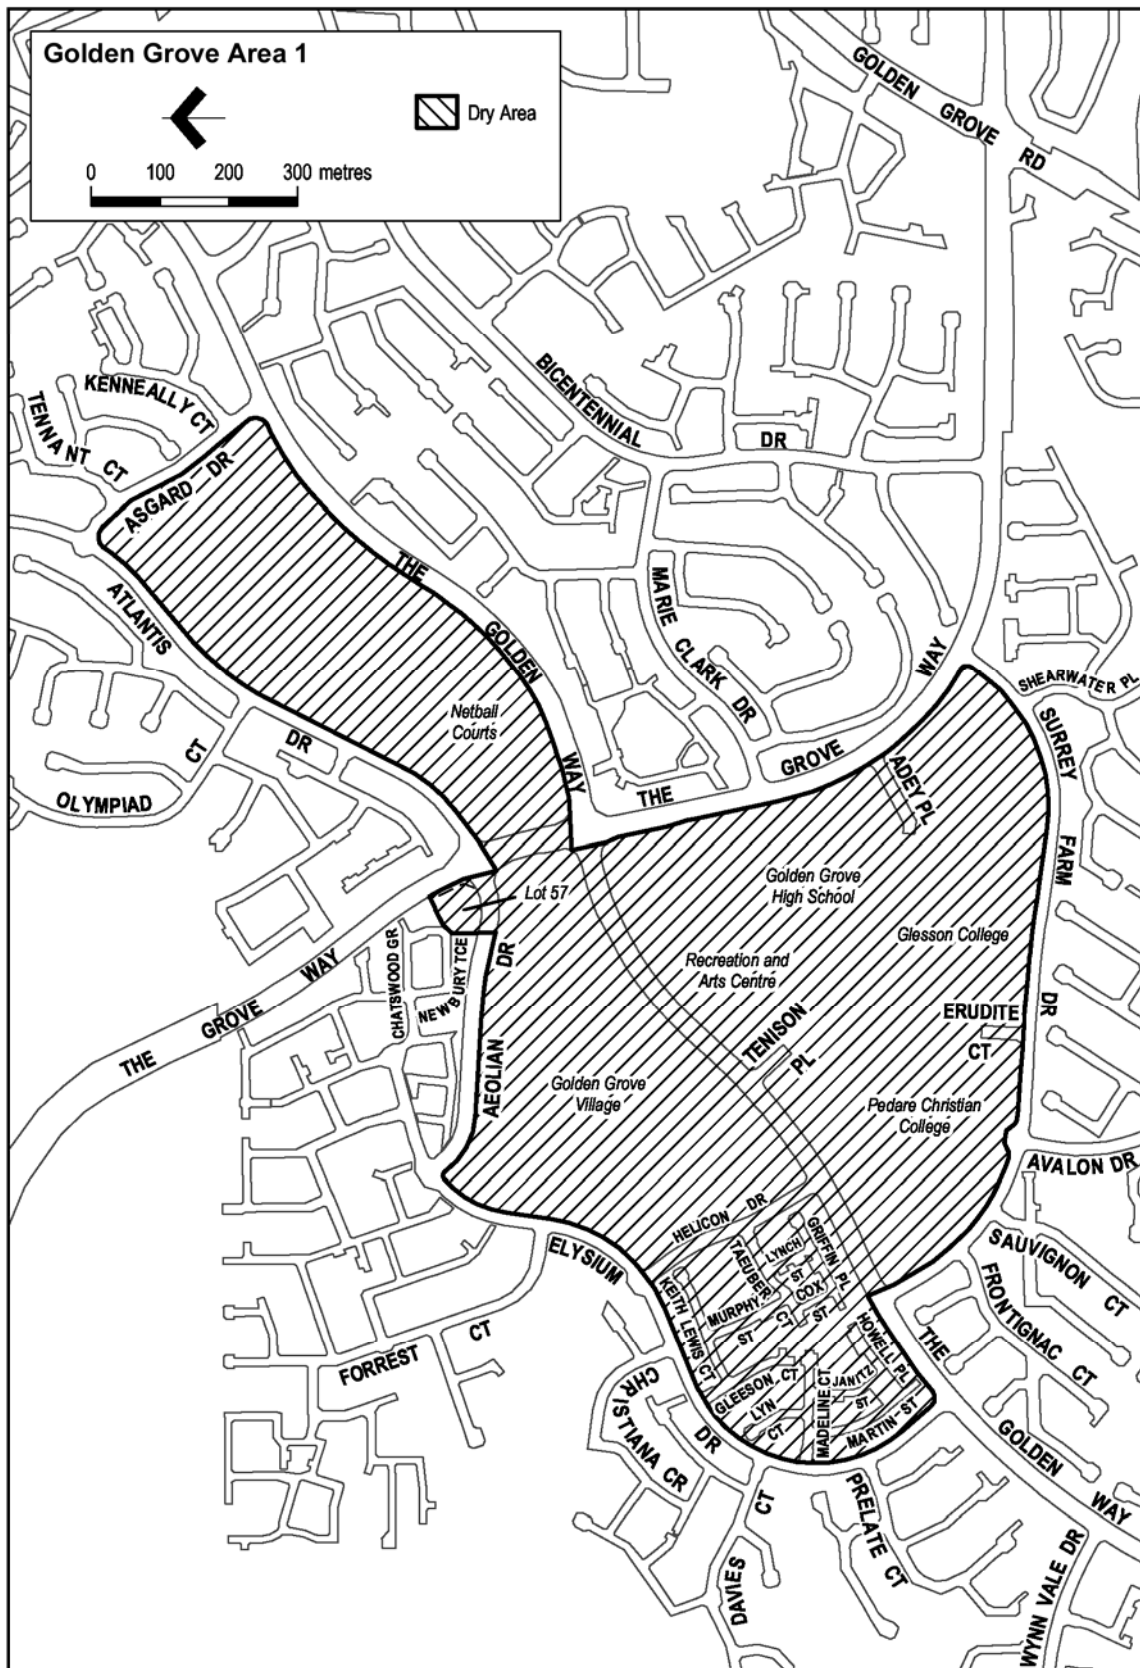 Golden Grove Area 1
Dry Area
0 100 200 300 metres
GOLDEN GROVE RD
BICENTENNIAL
DR
KENNEALLY CT
TENNANT CT
ASGARD DR
ATLANTIS
DR
THE
GOLDEN
WAY
MARIE CLARK DR
THE
GROVE
WAY
SHEARWATER PL
SURREY
FARM
DR
ADEY PL
Netball
Courts
OLYMPIAD
CT
Golden Grove
High School
Lot 57
Glesson College
Recreation and
Arts Centre
THE GROVE WAY
CHATSWOOD GR
NEWBURY TCE
AEOLIAN
DR
TENISON
PL
ERUDITE
CT
Golden Grove
Village
Pedare Christian
College
AVALON DR
HELICON DR
ELYSIUM
DR
TAEUBER
CT
LYNCH
ST
GRIFFIN PL
COX
ST
MURPHY
ST
KEITH LEWIS CT
HOWELL PL
GLEESON CT
LYN
CT
MADELINE CT
JANITZ
ST
MARTIN ST
SAUVIGNON CT
FRONTIGNAC CT
THE
GOLDEN
WAY
FORREST CT
CHRISTIANA CR
DAVIES
CT
PRELATE CT
WYNN VALE DR